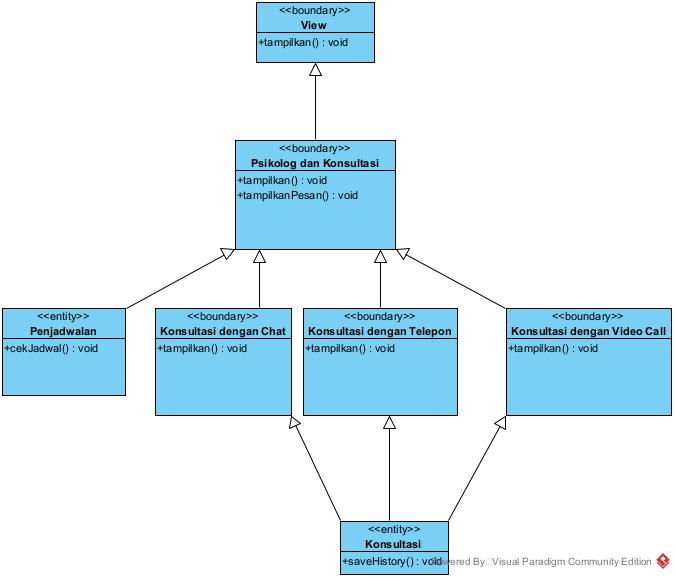 <<boundary>>
View
+tampilkan() : void
<<boundary>>
Psikolog dan Konsultasi
+tampilkan() : void
+tampilkanPesan() : void
<<entity>>
Penjadwalan
+cekJadwal() : void
<<boundary>>
Konsultasi dengan Chat
+tampilkan() : void
<<boundary>>
Konsultasi dengan Telepon
+tampilkan() : void
<<boundary>>
Konsultasi dengan Video Call
+tampilkan() : void
<<entity>>
Konsultasi
+saveHistory() : void
Powered By Visual Paradigm Community Edition